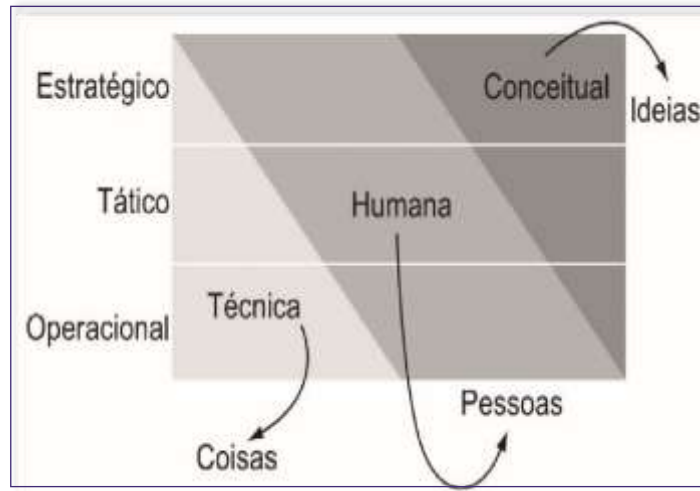 Estratégico
Conceitual
Ideias
Tático
Humana
Técnica
Operacional
Pessoas
Coisas